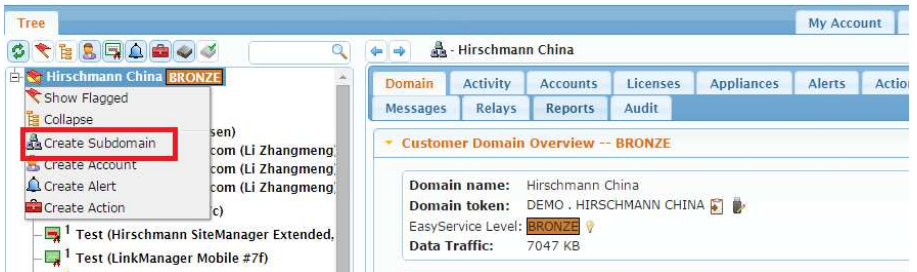 Tree
My Account
- Hirschmann China
Hirschmann China BRONZE
Show Flagged
Collapse
Create Subdomain
Create Account
Create Alert
Create Action
sen)
com (Li Zhangmeng
com (Li Zhangmeng
c)
1 Test (Hirschmann SiteManager Extended,
1 Test (LinkManager Mobile #7f)
Domain Activity Accounts Licenses Appliances Alerts Actio
Messages Relays Reports Audit
Customer Domain Overview -- BRONZE
Domain name: Hirschmann China
Domain token: DEMO . HIRSCHMANN CHINA
EasyService Level: BRONZE
Data Traffic: 7047 KB